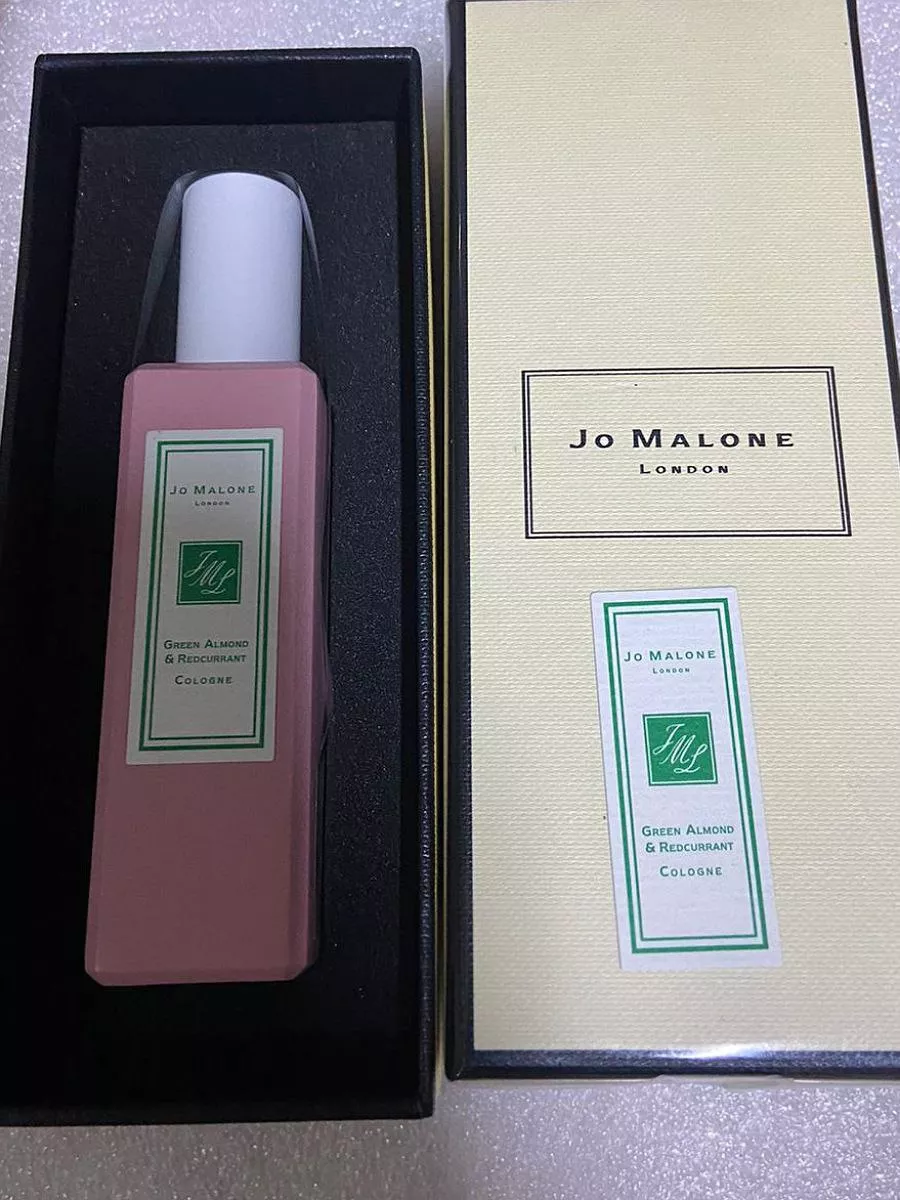 Jo Malone
London
JML
Green Almond
& Redcurrant
Cologne
Jo Malone
London
Jo Malone
London
JML
Green Almond
& Redcurrant
Cologne